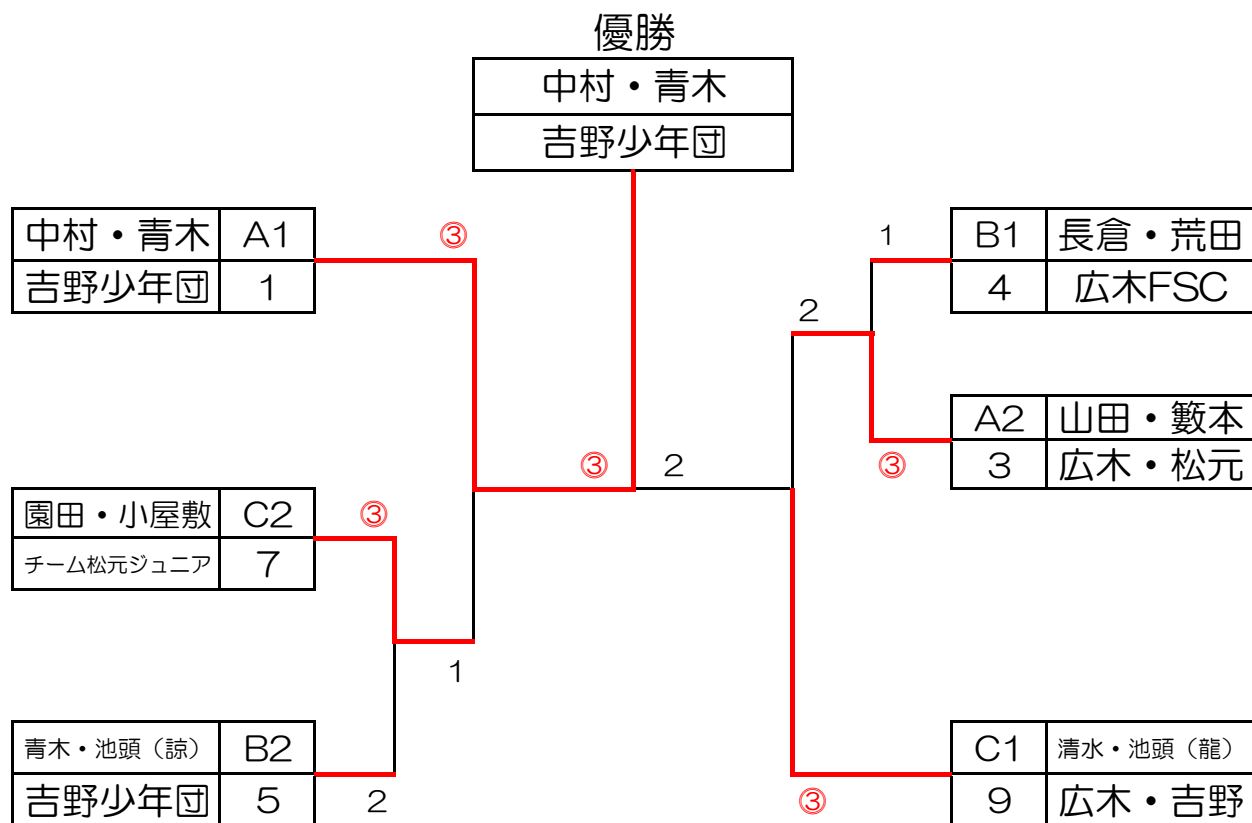 優勝
中村・青木
吉野少年団
中村・青木 A1
吉野少年団 1
③
1
B1 長倉・荒田
4 広木FSC
2
A2 山田・籔本
3 広木・松元
③
③
2
園田・小屋敷 C2
チーム松元ジュニア 7
③
1
青木・池頭（諒） B2
吉野少年団 5
2
C1 清水・池頭（龍）
9 広木・吉野
③